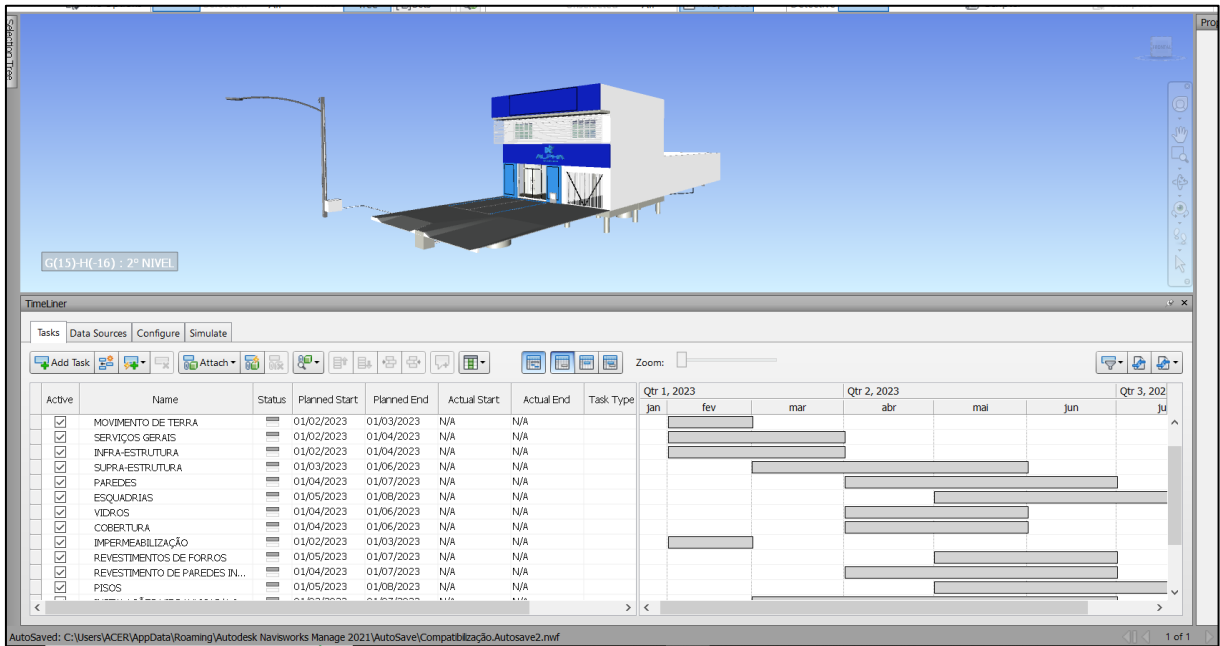 Selection Tree
Prop
ALPHA
G(15)-H(-16) : 2º NIVEL
TimeLiner
Tasks Data Sources Configure Simulate
Add Task Attach Zoom:
Active Name Status Planned Start Planned End Actual Start Actual End Task Type Qtr 1, 2023 Qtr 2, 2023 Qtr 3, 202
jan fev mar abr mai jun ju
MOVIMENTO DE TERRA 01/02/2023 01/03/2023 N/A N/A
SERVIÇOS GERAIS 01/02/2023 01/04/2023 N/A N/A
INFRA-ESTRUTURA 01/02/2023 01/04/2023 N/A N/A
SUPRA-ESTRUTURA 01/03/2023 01/06/2023 N/A N/A
PAREDES 01/04/2023 01/07/2023 N/A N/A
ESQUADRIAS 01/05/2023 01/08/2023 N/A N/A
VIDROS 01/04/2023 01/06/2023 N/A N/A
COBERTURA 01/04/2023 01/06/2023 N/A N/A
IMPERMEABILIZAÇÃO 01/02/2023 01/03/2023 N/A N/A
REVESTIMENTOS DE FORROS 01/05/2023 01/07/2023 N/A N/A
REVESTIMENTO DE PAREDES IN... 01/04/2023 01/07/2023 N/A N/A
PISOS 01/05/2023 01/08/2023 N/A N/A
AutoSaved: C:\Users\ACER\AppData\Roaming\Autodesk Navisworks Manage 2021\AutoSave\Compatibilização.Autosave2.nwf 1 of 1